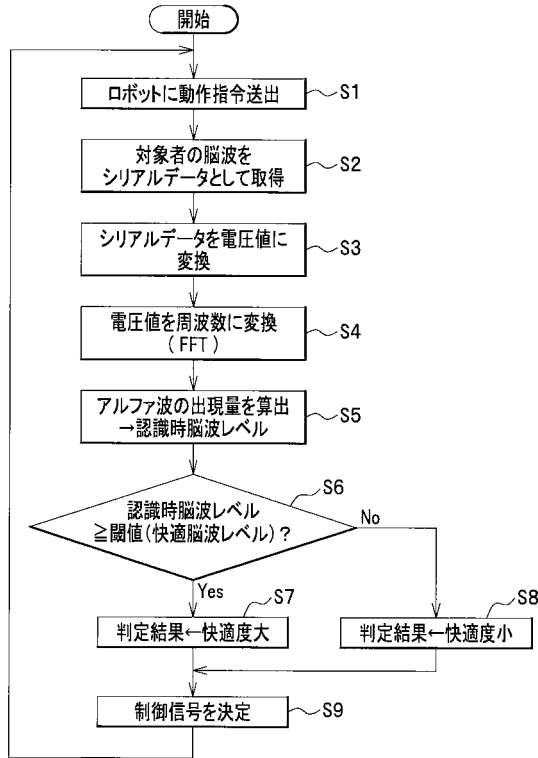 開始
ロボットに動作指令送出
S1
対象者の脳波を
シリアルデータとして取得
S2
シリアルデータを電圧値に
変換
S3
電圧値を周波数に変換
(FFT)
S4
アルファ波の出現量を算出
→認識時脳波レベル
S5
認識時脳波レベル
≧閾値(快適脳波レベル)?
S6
No
Yes
判定結果←快適度大
S7
判定結果←快適度小
S8
制御信号を決定
S9